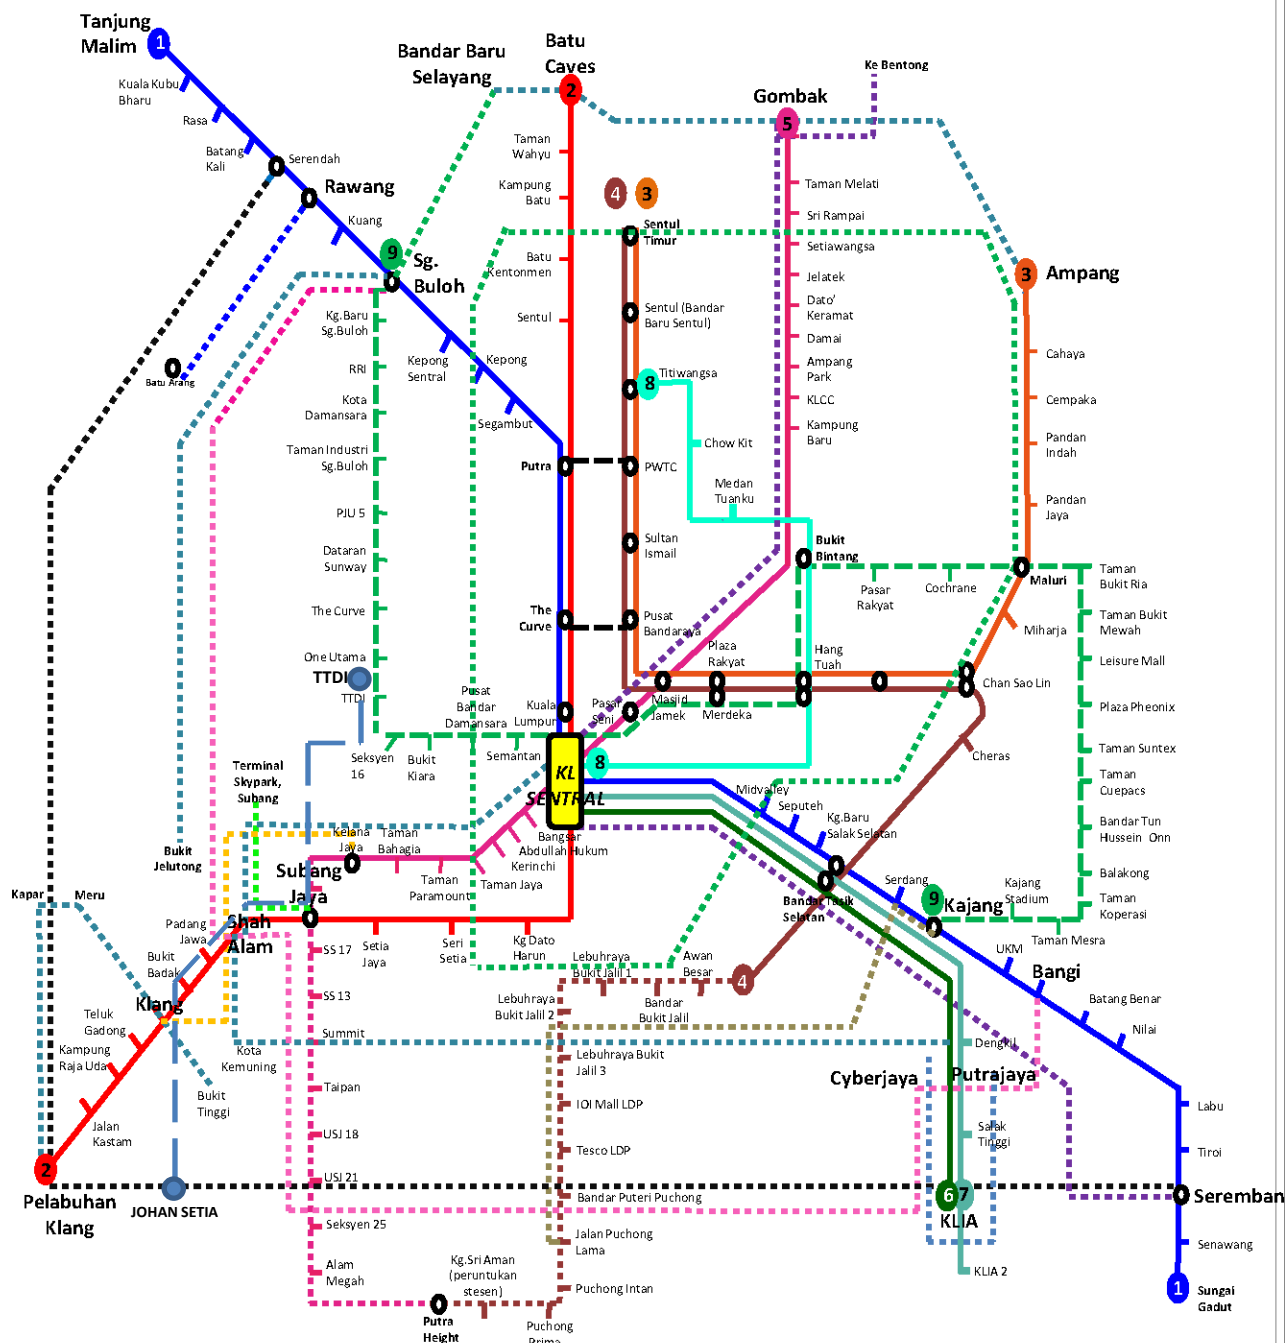 Tanjung
Malim
1
Kuala Kubu
Bharu
Rasa
Batang
Kali
Serendah
Rawang
Kuang
9
Sg.
Buloh
Bandar Baru
Selayang
Batu
Caves
2
Taman
Wahyu
Kampung
Batu
Batu
Kentonmen
Sentul
4
3
Sentul
Timur
Sentul (Bandar
Baru Sentul)
8
Titiwangsa
Chow Kit
Medan
Tuanku
Ke Bentong
Gombak
5
Taman Melati
Sri Rampai
Setiawangsa
Jelatek
Dato'
Keramat
Damai
Ampang
Park
KLCC
Kampung
Baru
3
Ampang
Cahaya
Cempaka
Pandan
Indah
Pandan
Jaya
Maluri
Miharja
Batu Arang
Kg.Baru
Sg.Buloh
RRI
Kota
Damansara
Taman Industri
Sg.Buloh
PJU 5
Dataran
Sunway
The Curve
One Utama
TTDI
TTDI
Kepong
Sentral
Kepong
Segambut
Putra
PWTC
Sultan
Ismail
The
Curve
Pusat
Bandaraya
Bukit
Bintang
Pasar
Rakyat
Cochrane
Taman
Bukit Ria
Taman Bukit
Mewah
Leisure Mall
Plaza Pheonix
Taman Suntex
Taman
Cuepacs
Bandar Tun
Hussein Onn
Balakong
Taman
Koperasi
Plaza
Rakyat
Hang
Tuah
Chan Sao Lin
Masjid
Jamek
Merdeka
Cheras
Pusat
Bandar
Damansara
Kuala
Lumpur
Pasar
Seni
Seksyen
16
Bukit
Kiara
Semantan
KL
SENTRAL
8
Terminal
Skypark,
Subang
Kelana
Jaya
Taman
Bahagia
Taman
Paramount
Taman Jaya
Kerinchi
Abdullah Hukum
Bangsar
Midvalley
Seputeh
Kg.Baru
Salak Selatan
Bandar Tasik
Selatan
Serdang
9
Kajang
Kajang
Stadium
Taman Mesra
UKM
Bangi
Batang Benar
Nilai
Labu
Tiroi
Seremban
Senawang
1
Sungai
Gadut
Bukit
Jelutong
Subang
Jaya
Shah
Alam
Setia
Jaya
Seri
Setia
Kg Dato
Harun
Kapar
Meru
Padang
Jawa
Bukit
Badak
Klang
Teluk
Gadong
Kampung
Raja Uda
Jalan
Kastam
2
Pelabuhan
Klang
JOHAN SETIA
Bukit
Tinggi
Kota
Kemuning
SS 17
SS 13
Summit
Taipan
USJ 18
USJ 21
Seksyen 25
Alam
Megah
Putra
Height
Kg.Sri Aman
(peruntukan
stesen)
Puchong
Prima
Puchong Intan
Jalan Puchong
Lama
Bandar Puteri Puchong
Tesco LDP
IOI Mall LDP
Lebuhraya Bukit
Jalil 3
Lebuhraya
Bukit Jalil 2
Lebuhraya
Bukit Jalil 1
Bandar
Bukit Jalil
Awan
Besar
4
Dengkil
Cyberjaya
Putrajaya
Salak
Tinggi
6
7
KLIA
KLIA 2